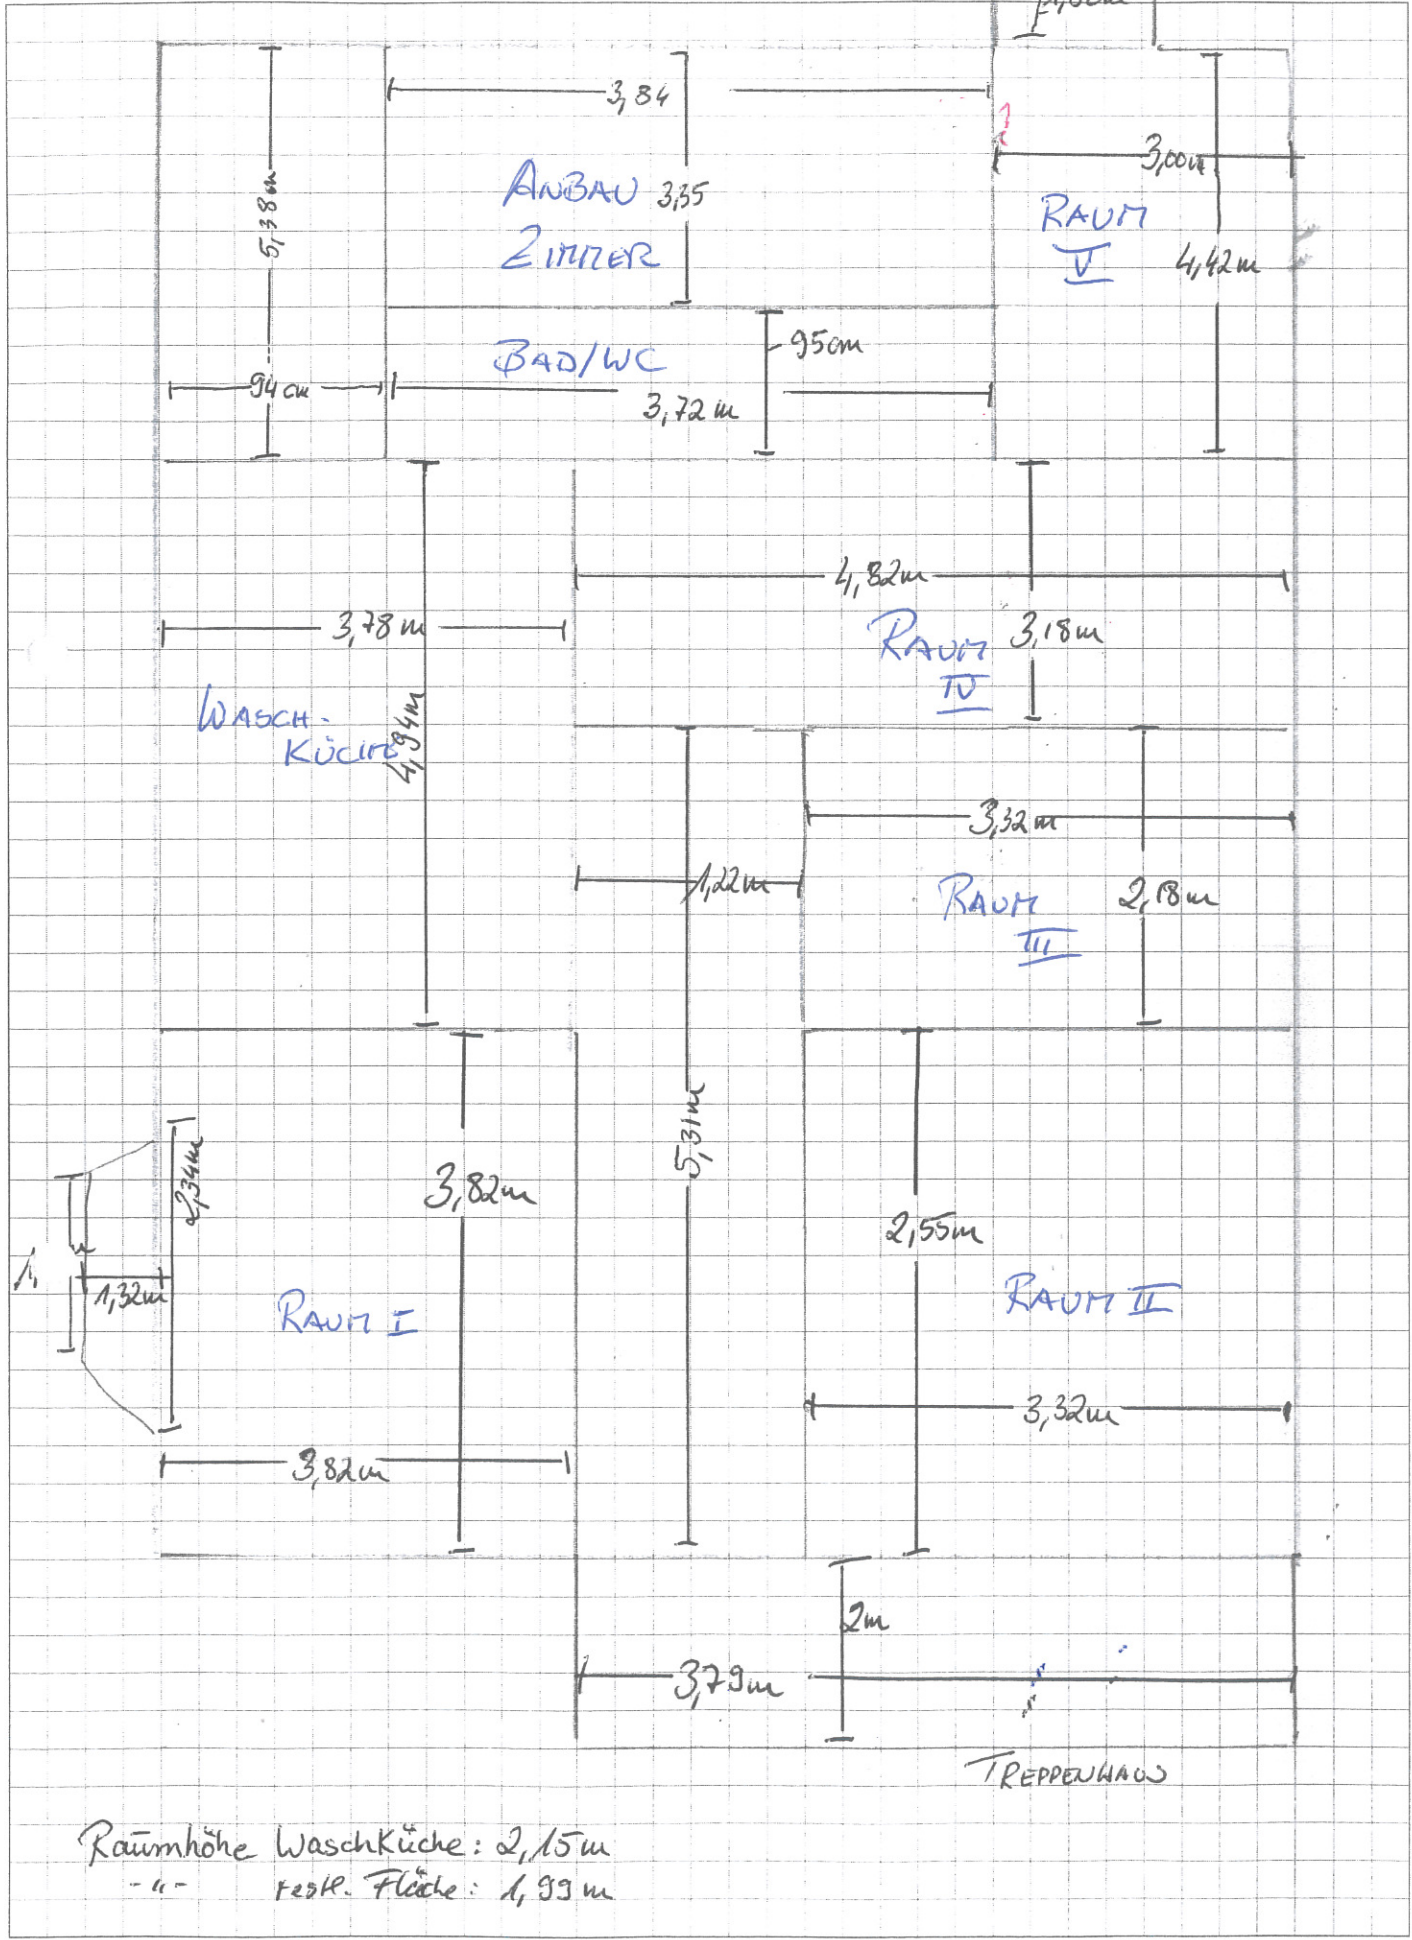 3,84
3,00m
ANBAU 3,35
ZIMMER
5,38m
RAUM
V
4,42m
95cm
BAD/WC
94cm
3,72m
4,82m
3,78m
RAUM 3,18m
IV
WASCH-
KÜCHE
4,94m
3,32m
1,22m
RAUM 2,18m
III
5,31m
2,34m
3,82m
2,55m
1,32m
RAUM I
RAUM II
3,32m
3,82m
2m
3,79m
TREPPENHAUS
Raumhöhe Waschküche: 2,15m
-"- restl. Fläche: 1,99m